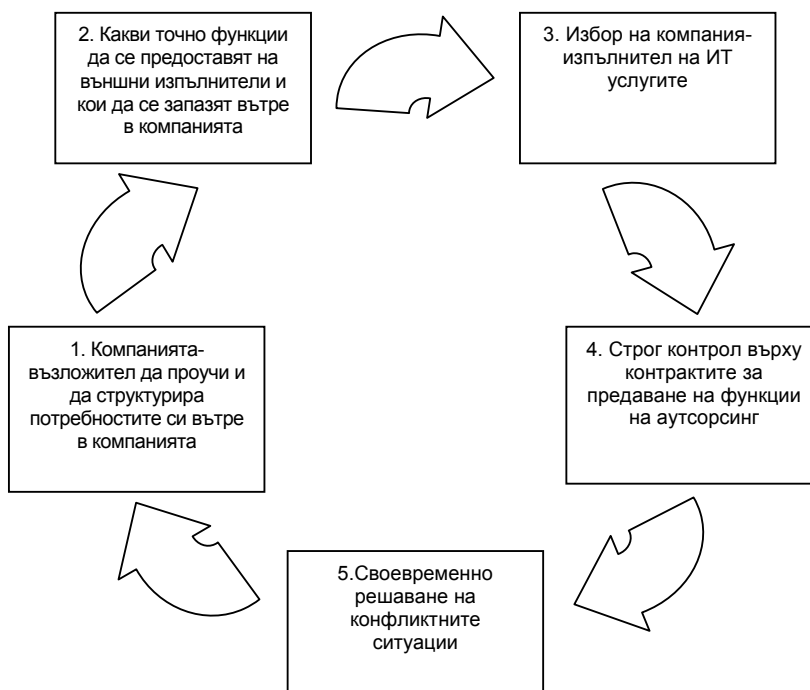 2. Какви точно функции
да се предоставят на
външни изпълнители и
кои да се запазят вътре
в компанията
3. Избор на компания-
изпълнител на ИТ
услугите
1. Компанията-
възложител да проучи и
да структурира
потребностите си вътре
в компанията
4. Строг контрол върху
контрактите за
предаване на функции
на аутсорсинг
5.Своевременно
решаване на
конфликтните
ситуации